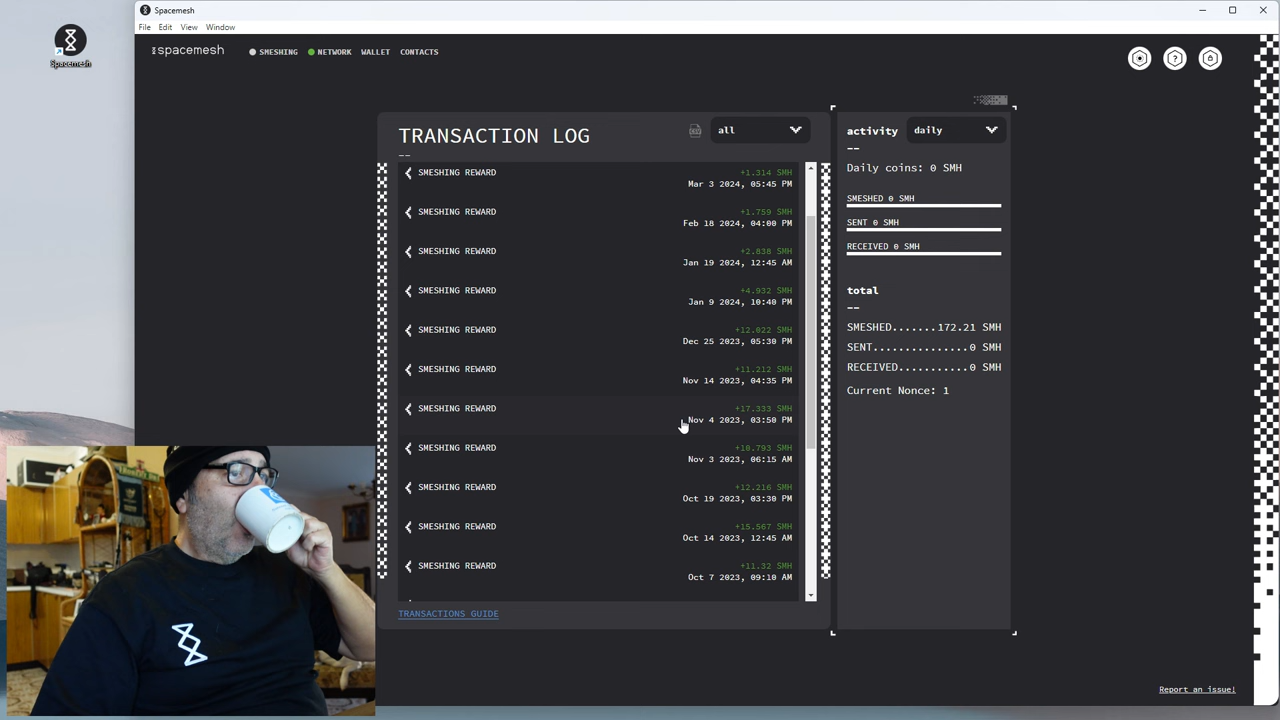 Spacemesh
Spacemesh
File Edit View Window
spacemesh
SMESHING NETWORK WALLET CONTACTS
TRANSACTION LOG
--
CSV
all
SMESHING REWARD +1.314 SMH
Mar 3 2024, 05:45 PM
SMESHING REWARD +1.759 SMH
Feb 18 2024, 04:00 PM
SMESHING REWARD +2.838 SMH
Jan 19 2024, 12:45 AM
SMESHING REWARD +4.932 SMH
Jan 9 2024, 10:40 PM
SMESHING REWARD +12.022 SMH
Dec 25 2023, 05:30 PM
SMESHING REWARD +11.212 SMH
Nov 14 2023, 04:35 PM
SMESHING REWARD +17.333 SMH
Nov 4 2023, 03:50 PM
SMESHING REWARD +10.793 SMH
Nov 3 2023, 06:15 AM
SMESHING REWARD +12.216 SMH
Oct 19 2023, 03:30 PM
SMESHING REWARD +15.567 SMH
Oct 14 2023, 12:45 AM
SMESHING REWARD +11.32 SMH
Oct 7 2023, 09:10 AM
TRANSACTIONS GUIDE
activity
daily
--
Daily coins: 0 SMH
SMESHED 0 SMH
SENT 0 SMH
RECEIVED 0 SMH
total
--
SMESHED.......172.21 SMH
SENT...............0 SMH
RECEIVED...........0 SMH
Current Nonce: 1
Report an issue!